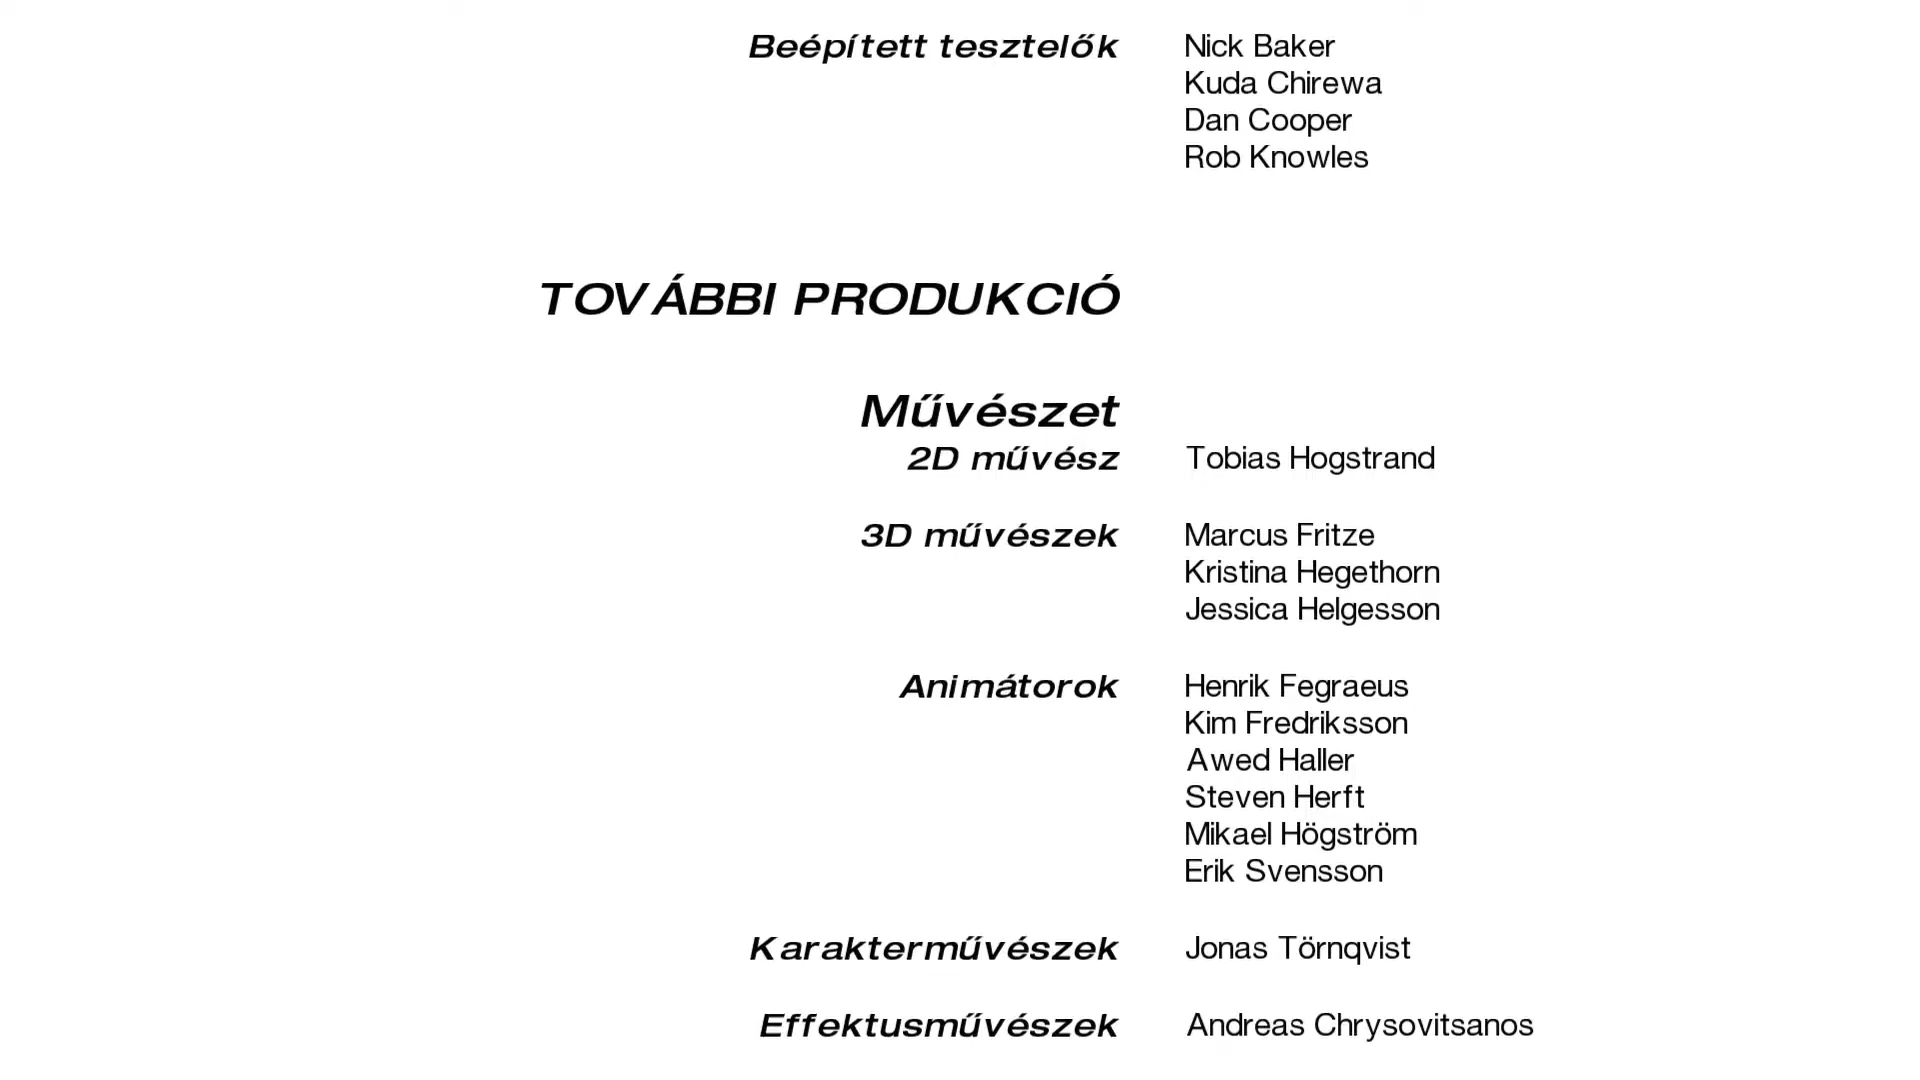 Beépített tesztelők Nick Baker
Kuda Chirewa
Dan Cooper
Rob Knowles
TOVÁBBI PRODUKCIÓ
Művészet
2D művész Tobias Hogstrand
3D művészek Marcus Fritze
Kristina Hegethorn
Jessica Helgesson
Animátorok Henrik Fegraeus
Kim Fredriksson
Awed Haller
Steven Herft
Mikael Högström
Erik Svensson
Karakterművészek Jonas Törnqvist
Effektusművészek Andreas Chrysovitsanos